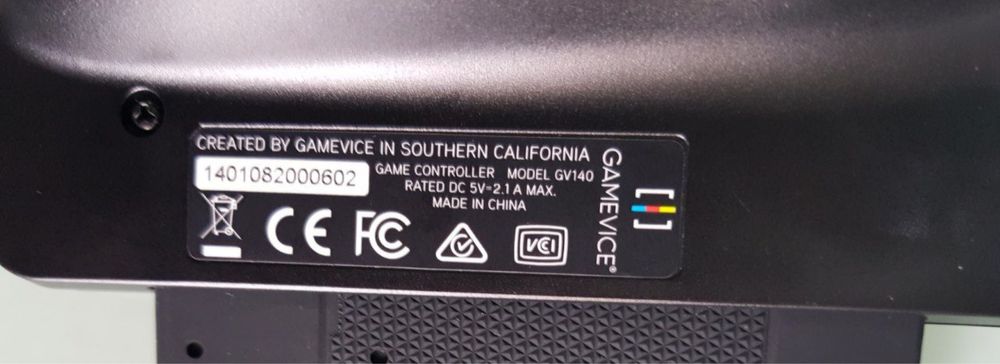 CREATED BY GAMEVICE IN SOUTHERN CALIFORNIA
1401082000602
GAME CONTROLLER MODEL GV140
RATED DC 5V⎓2.1 A MAX.
MADE IN CHINA
CE FC VCI
GAMEVICE®